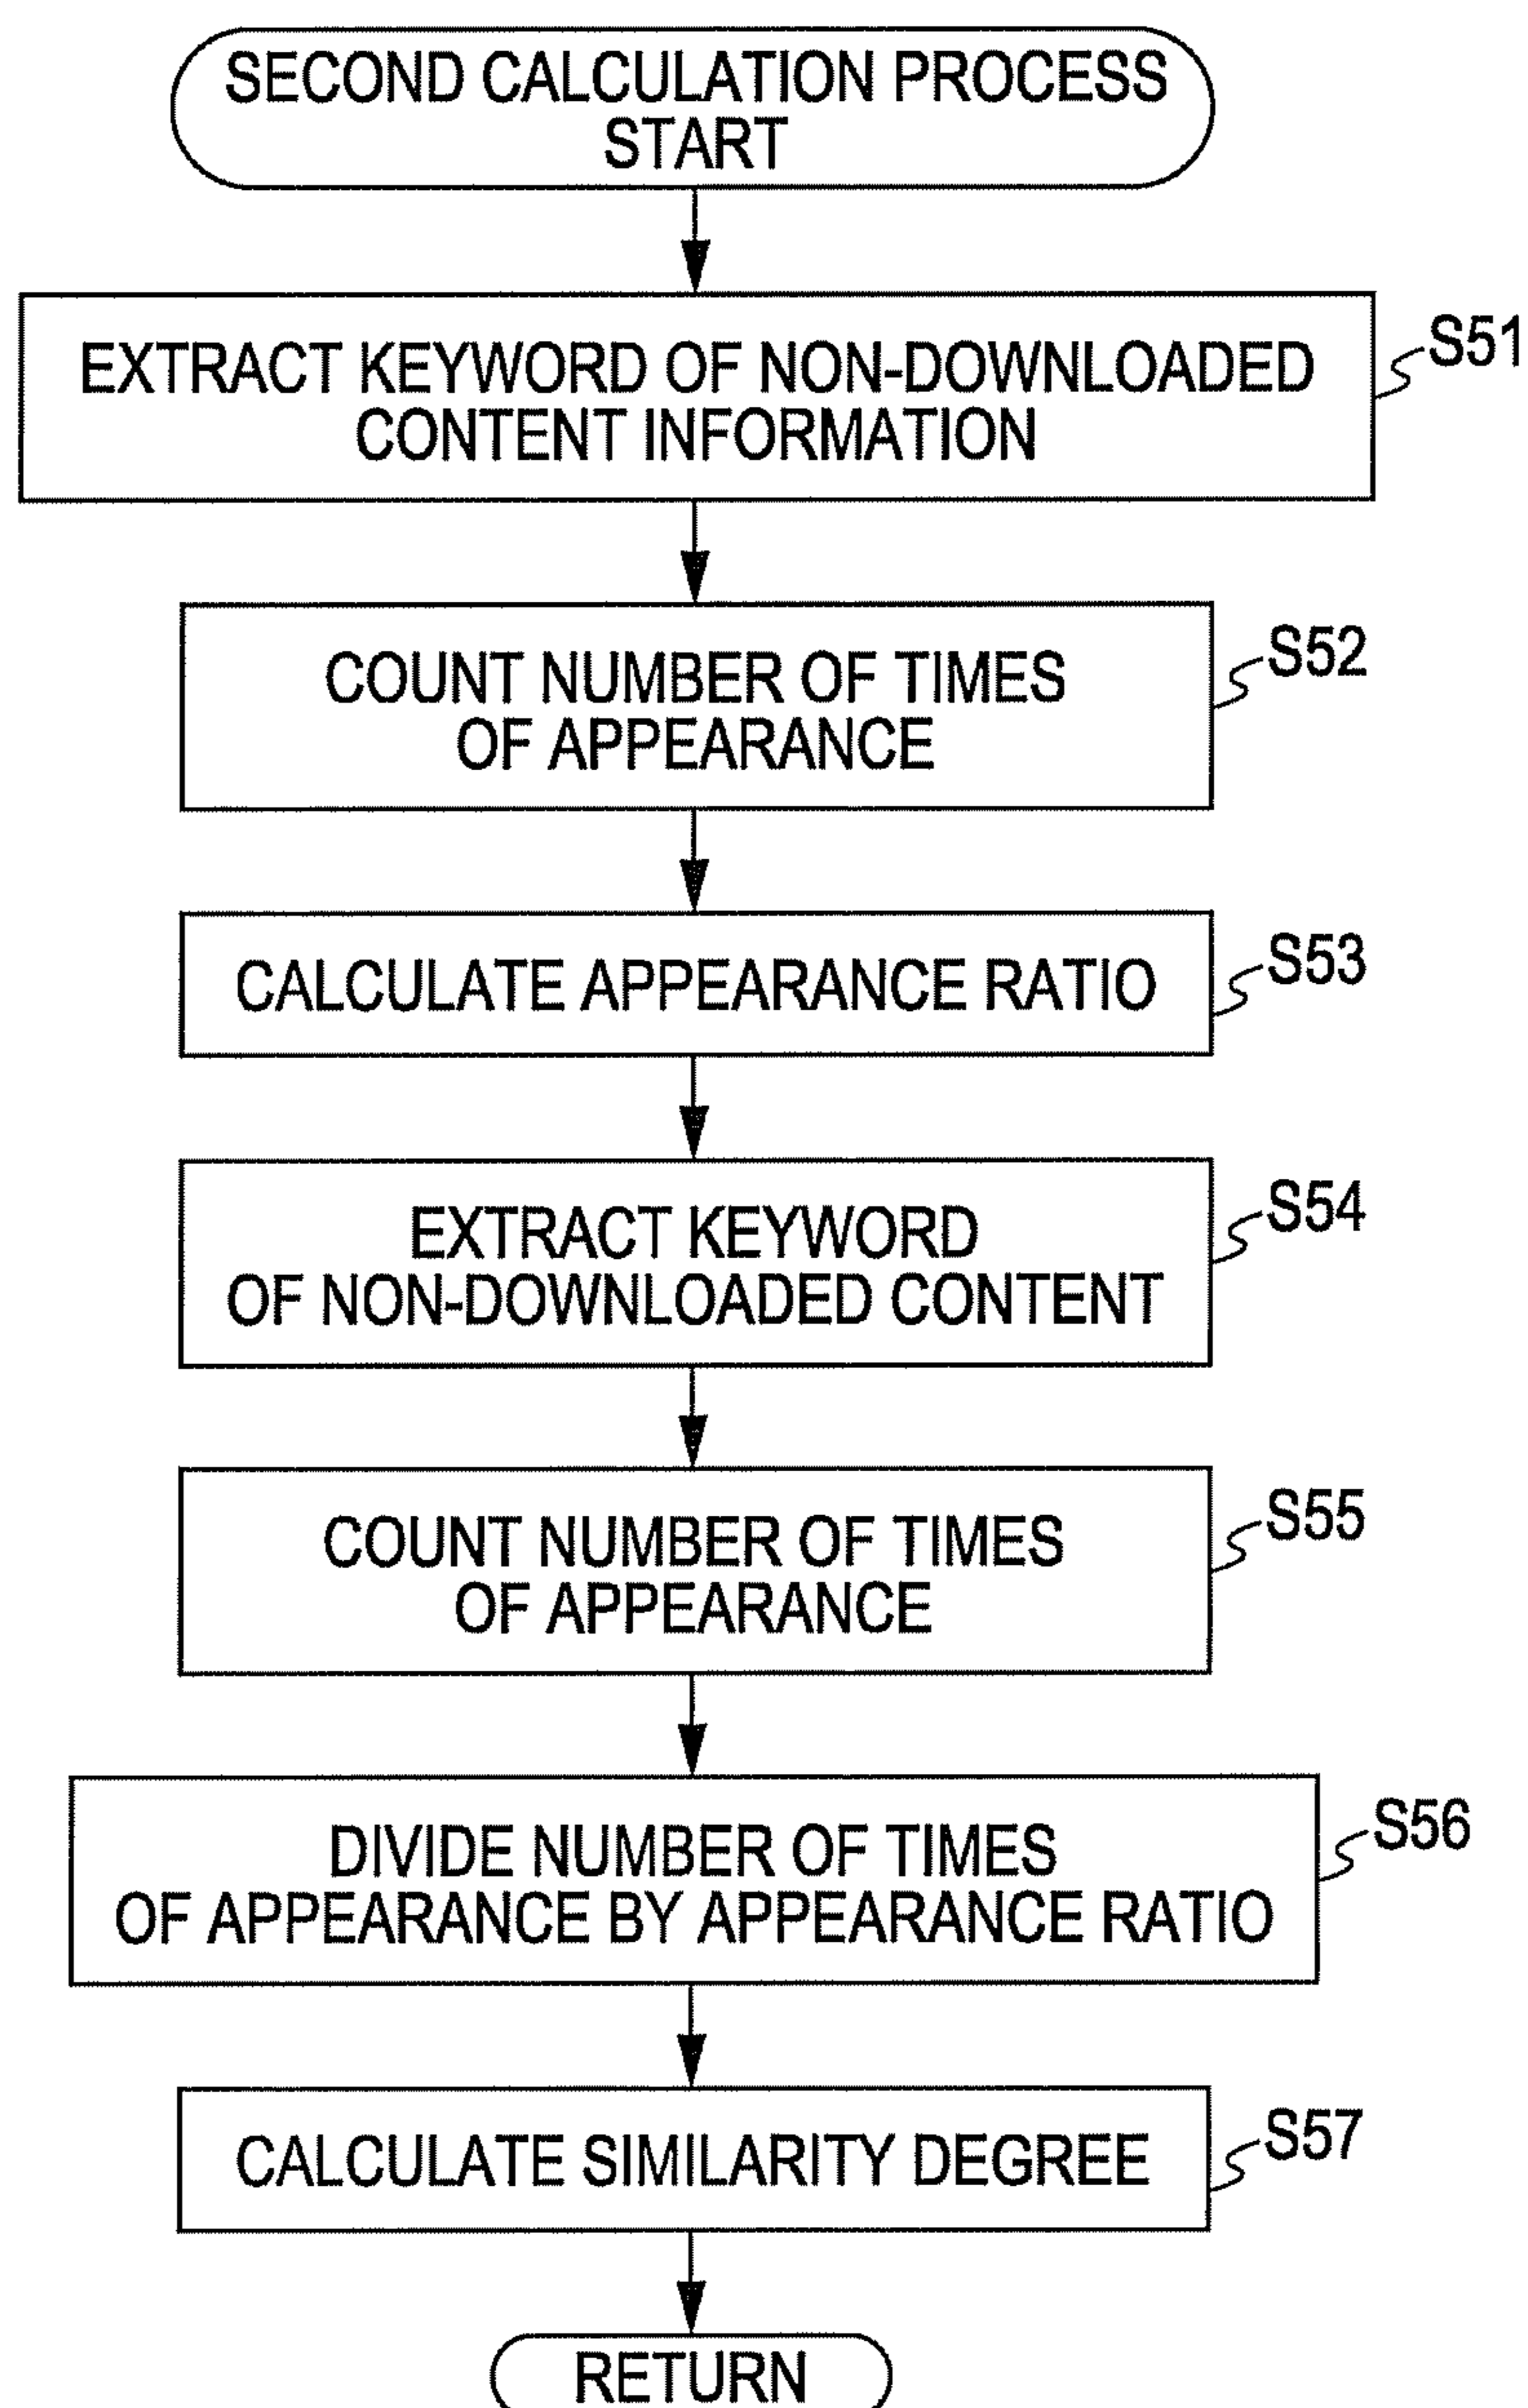 SECOND CALCULATION PROCESS
START
EXTRACT KEYWORD OF NON-DOWNLOADED
CONTENT INFORMATION
S51
COUNT NUMBER OF TIMES
OF APPEARANCE
S52
CALCULATE APPEARANCE RATIO
S53
EXTRACT KEYWORD
OF NON-DOWNLOADED CONTENT
S54
COUNT NUMBER OF TIMES
OF APPEARANCE
S55
DIVIDE NUMBER OF TIMES
OF APPEARANCE BY APPEARANCE RATIO
S56
CALCULATE SIMILARITY DEGREE
S57
RETURN